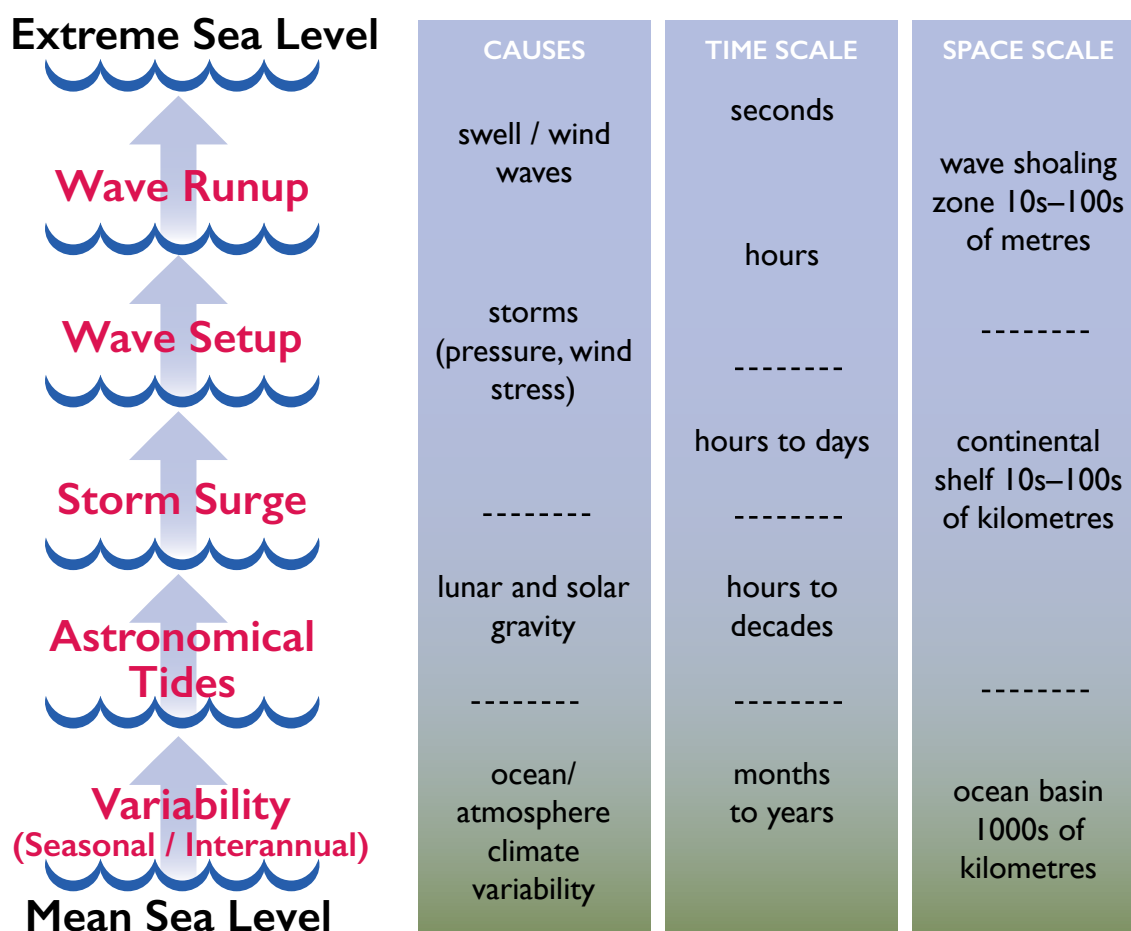 Extreme Sea Level
Wave Runup
Wave Setup
Storm Surge
Astronomical
Tides
Variability
(Seasonal / Interannual)
Mean Sea Level
CAUSES
swell / wind
waves
storms
(pressure, wind
stress)
--------
lunar and solar
gravity
--------
ocean/
atmosphere
climate
variability
TIME SCALE
seconds
hours
--------
hours to days
--------
hours to
decades
--------
months
to years
SPACE SCALE
wave shoaling
zone 10s–100s
of metres
--------
continental
shelf 10s–100s
of kilometres
--------
ocean basin
1000s of
kilometres